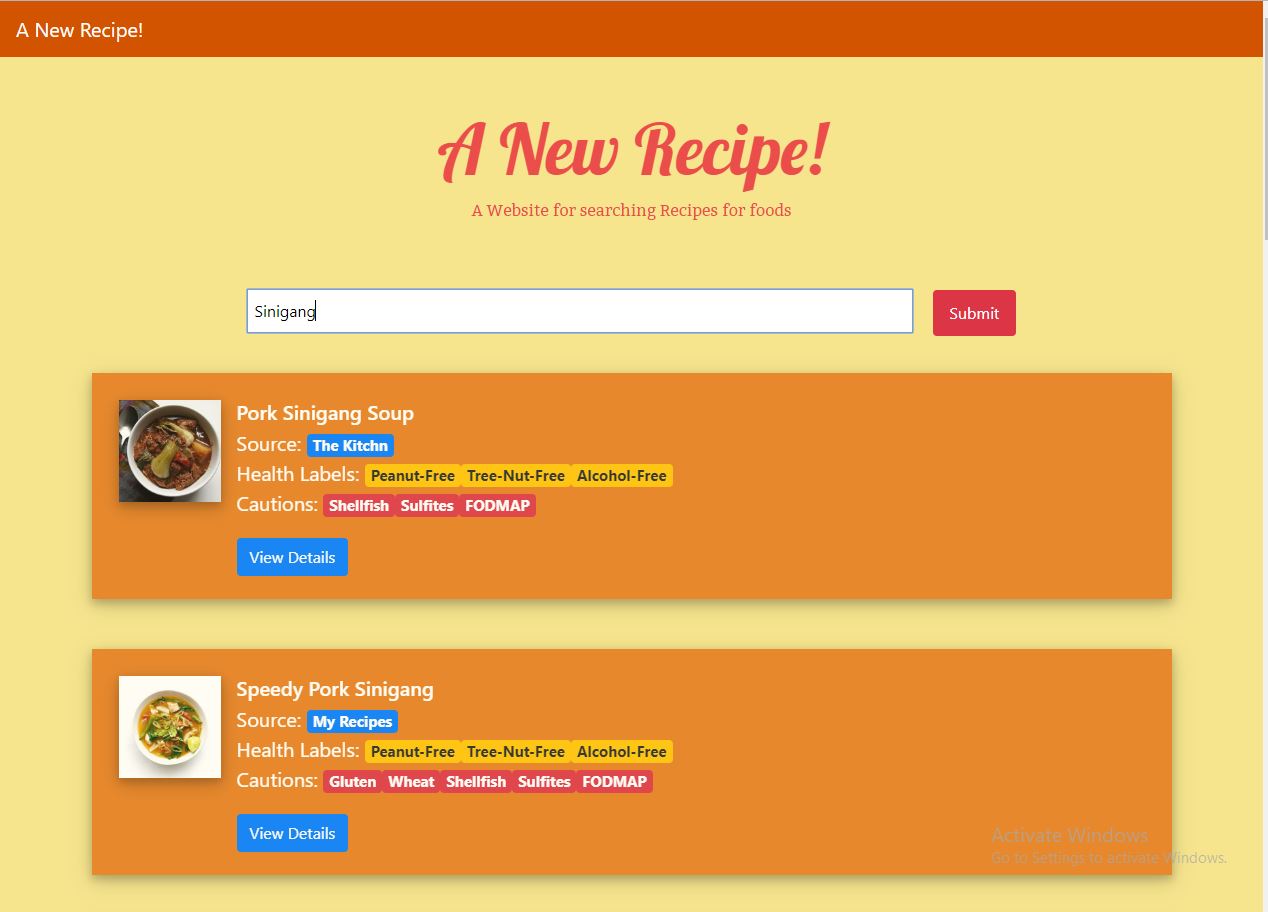 A New Recipe!
A New Recipe!
A Website for searching Recipes for foods
Sinigang
Submit
Pork Sinigang Soup
Source: The Kitchn
Health Labels: Peanut-Free Tree-Nut-Free Alcohol-Free
Cautions: Shellfish Sulfites FODMAP
View Details
Speedy Pork Sinigang
Source: My Recipes
Health Labels: Peanut-Free Tree-Nut-Free Alcohol-Free
Cautions: Gluten Wheat Shellfish Sulfites FODMAP
View Details
Activate Windows
Go to Settings to activate Windows.